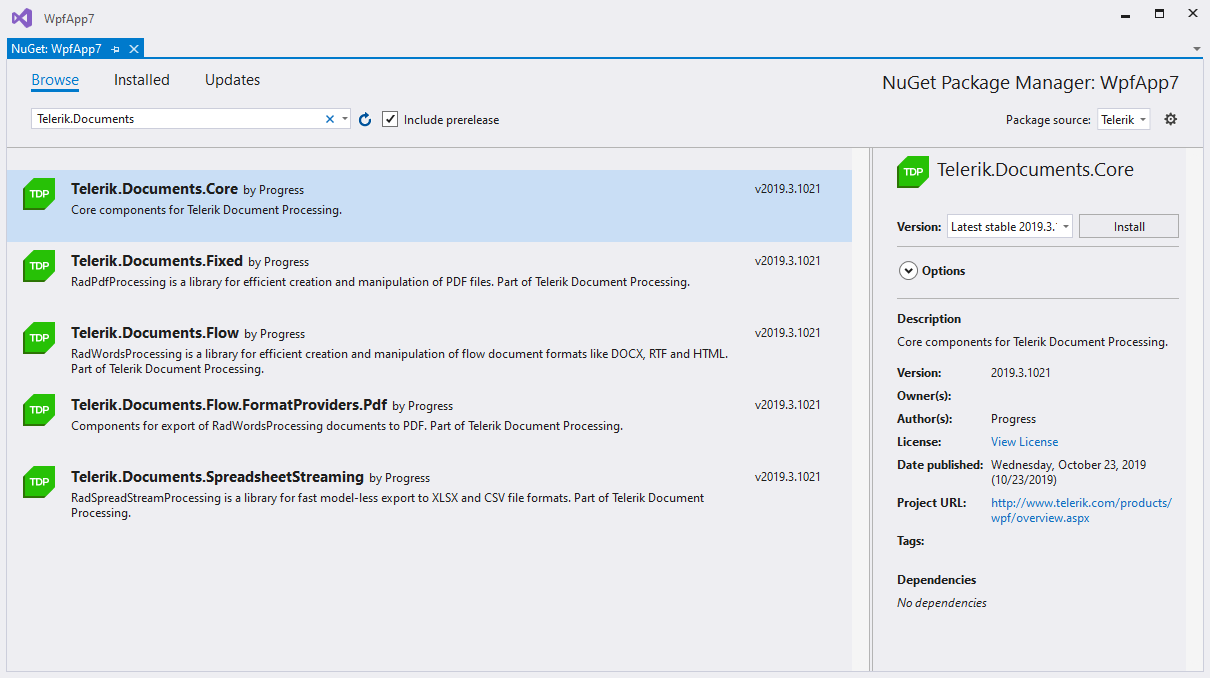 WpfApp7
NuGet: WpfApp7
Browse Installed Updates
NuGet Package Manager: WpfApp7
Telerik.Documents
Include prerelease
Package source: Telerik
TDP
Telerik.Documents.Core by Progress v2019.3.1021
Core components for Telerik Document Processing.
TDP
Telerik.Documents.Fixed by Progress v2019.3.1021
RadPdfProcessing is a library for efficient creation and manipulation of PDF files. Part of Telerik Document Processing.
TDP
Telerik.Documents.Flow by Progress v2019.3.1021
RadWordsProcessing is a library for efficient creation and manipulation of flow document formats like DOCX, RTF and HTML.
Part of Telerik Document Processing.
TDP
Telerik.Documents.Flow.FormatProviders.Pdf by Progress v2019.3.1021
Components for export of RadWordsProcessing documents to PDF. Part of Telerik Document Processing.
TDP
Telerik.Documents.SpreadsheetStreaming by Progress v2019.3.1021
RadSpreadStreamProcessing is a library for fast model-less export to XLSX and CSV file formats. Part of Telerik Document
Processing.
TDP
Telerik.Documents.Core
Version: Latest stable 2019.3. Install
Options
Description
Core components for Telerik Document Processing.
Version: 2019.3.1021
Owner(s):
Author(s): Progress
License: View License
Date published: Wednesday, October 23, 2019
(10/23/2019)
Project URL: http://www.telerik.com/products/
wpf/overview.aspx
Tags:
Dependencies
No dependencies